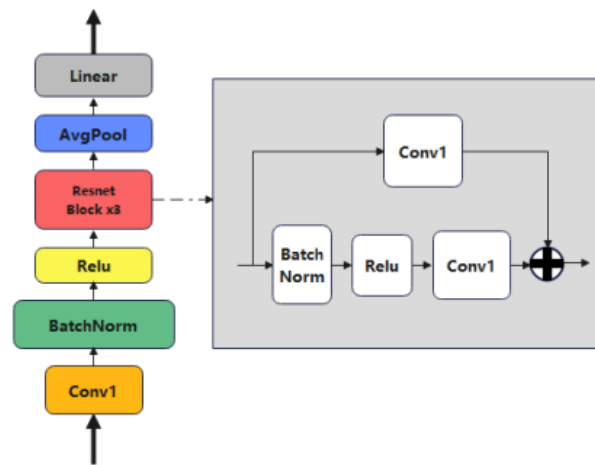 Linear
AvgPool
Resnet
Block x3
Relu
BatchNorm
Conv1
Conv1
Batch
Norm
Relu
Conv1